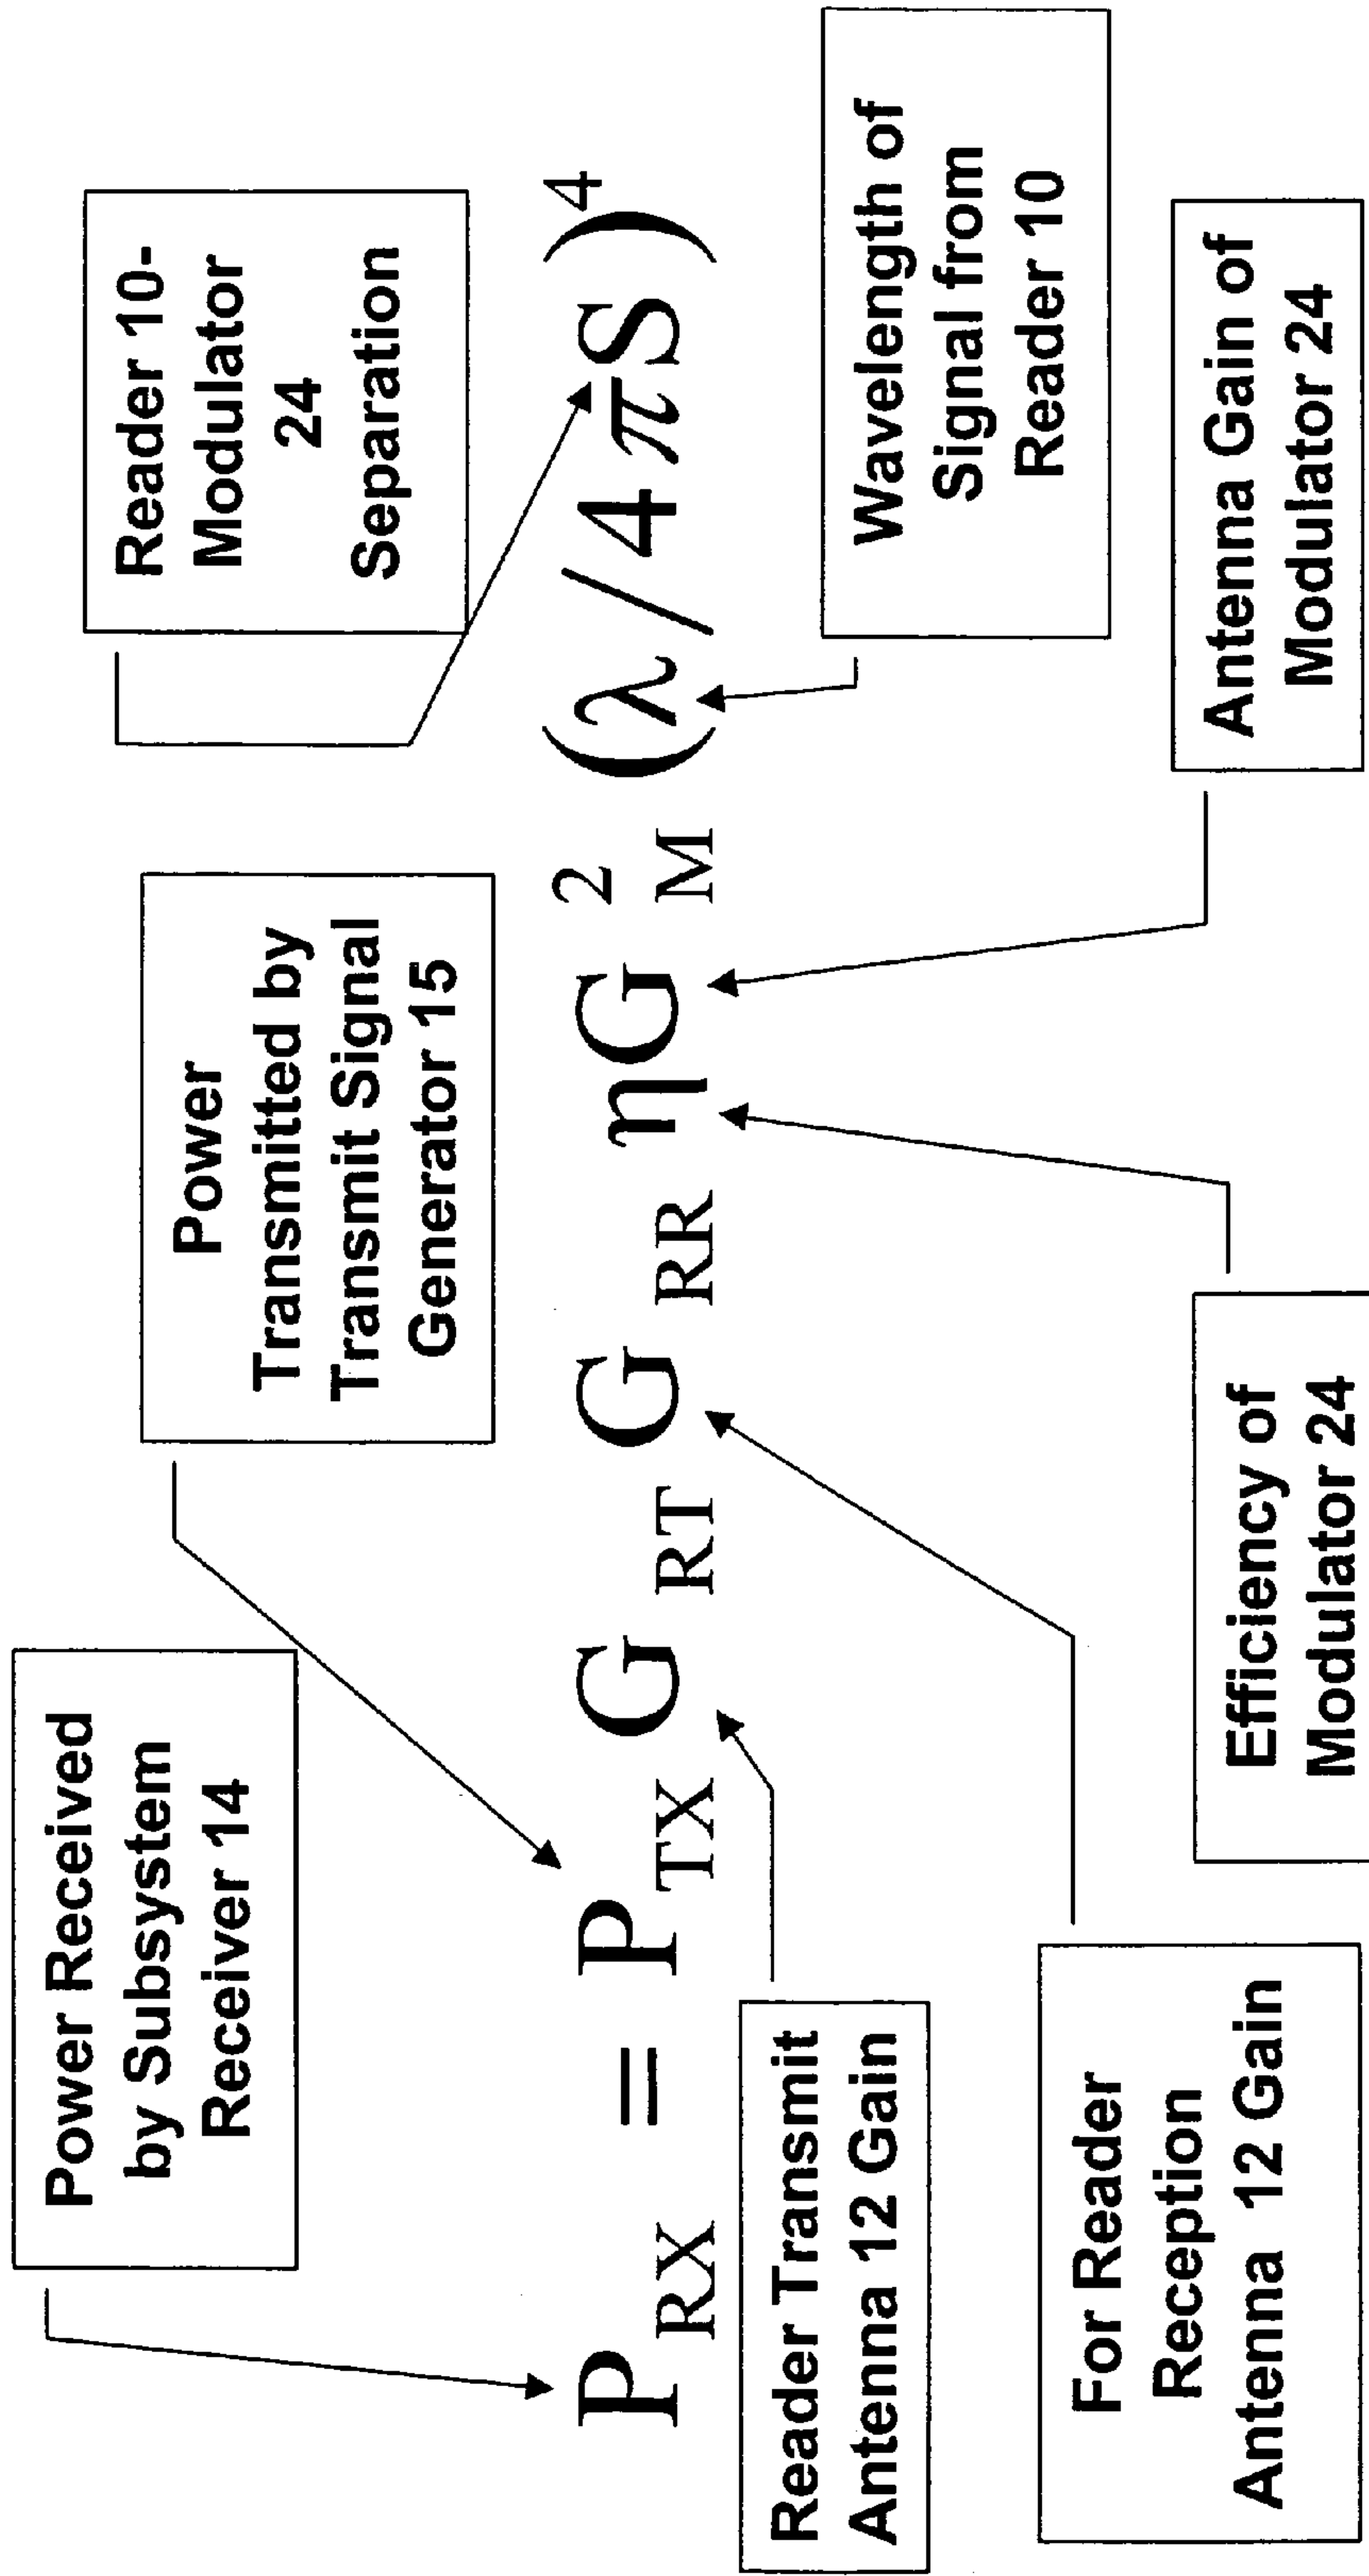 Power Received
by Subsystem
Receiver 14
Power
Transmitted by
Transmit Signal
Generator 15
Reader 10-
Modulator
24
Separation
P_RX = P_TX G_RT G_RR ηG²_M (λ/4πS)⁴
Reader Transmit
Antenna 12 Gain
For Reader
Reception
Antenna 12 Gain
Efficiency of
Modulator 24
Antenna Gain of
Modulator 24
Wavelength of
Signal from
Reader 10